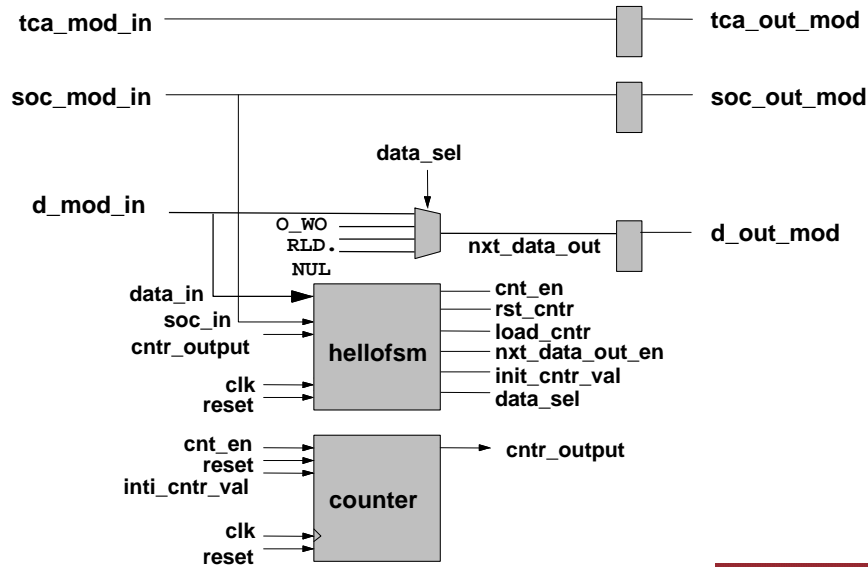 tca_mod_in
tca_out_mod
soc_mod_in
soc_out_mod
data_sel
d_mod_in
O_WO
RLD.
NUL
nxt_data_out
d_out_mod
data_in
soc_in
cntr_output
clk
reset
hellofsm
cnt_en
rst_cntr
load_cntr
nxt_data_out_en
init_cntr_val
data_sel
cnt_en
reset
inti_cntr_val
clk
reset
counter
cntr_output